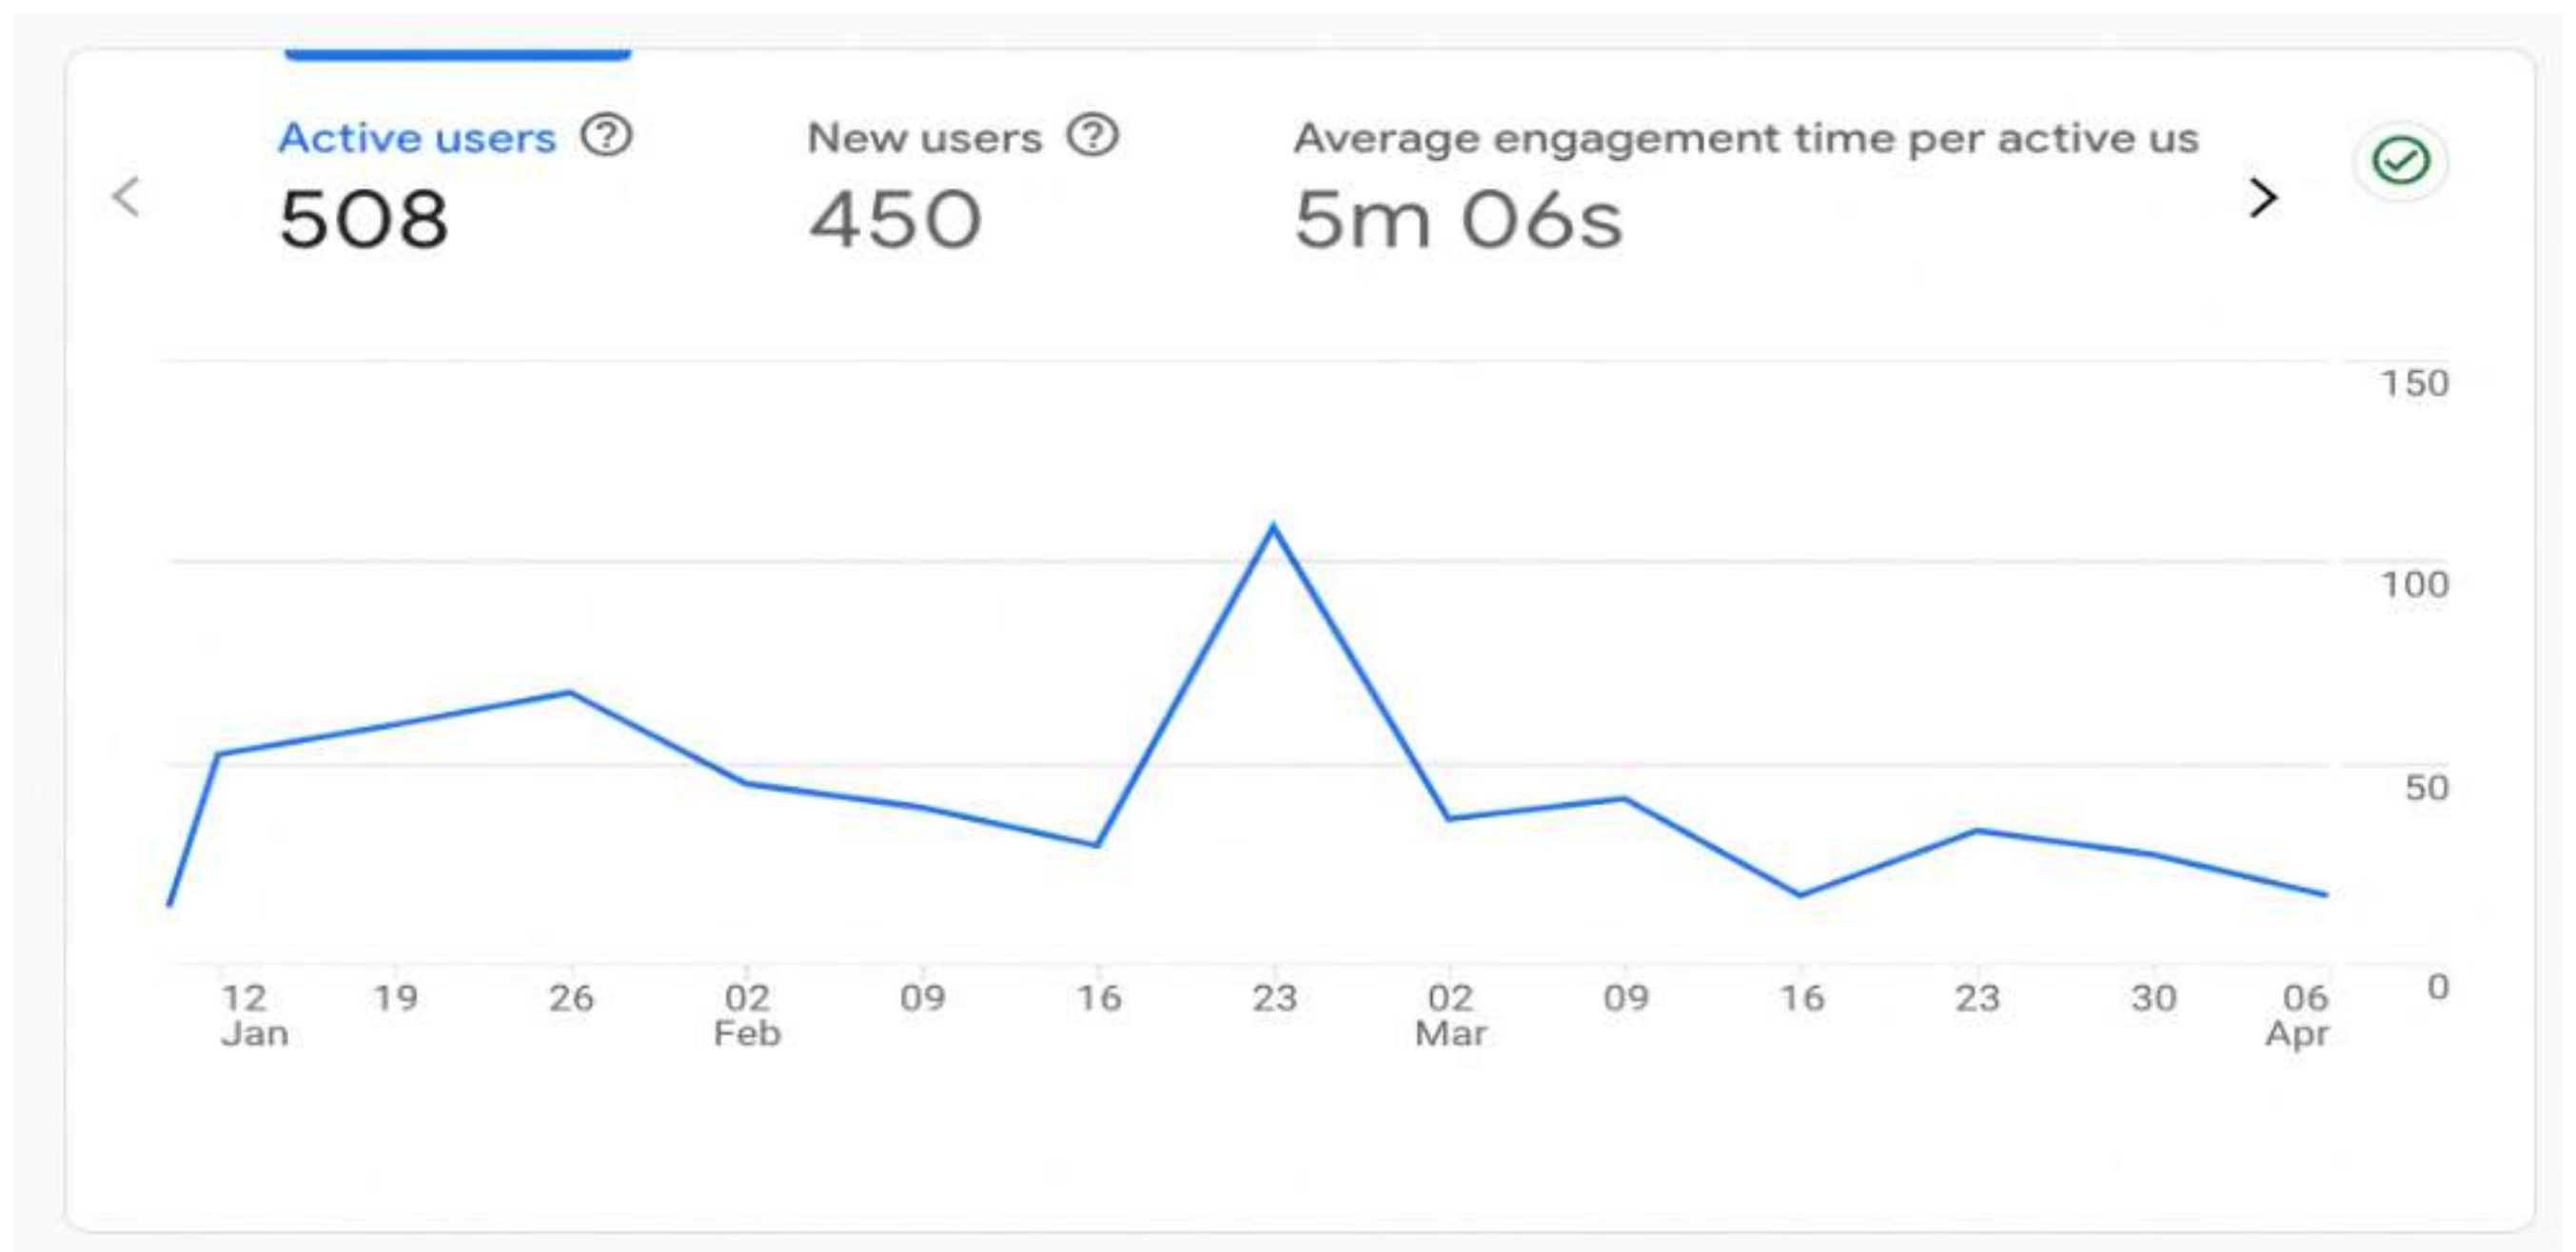 Active users
508
New users
450
Average engagement time per active us
5m 06s
150
100
50
0
12 19 26 02 09 16 23 02 09 16 23 30 06
Jan Feb Mar Apr